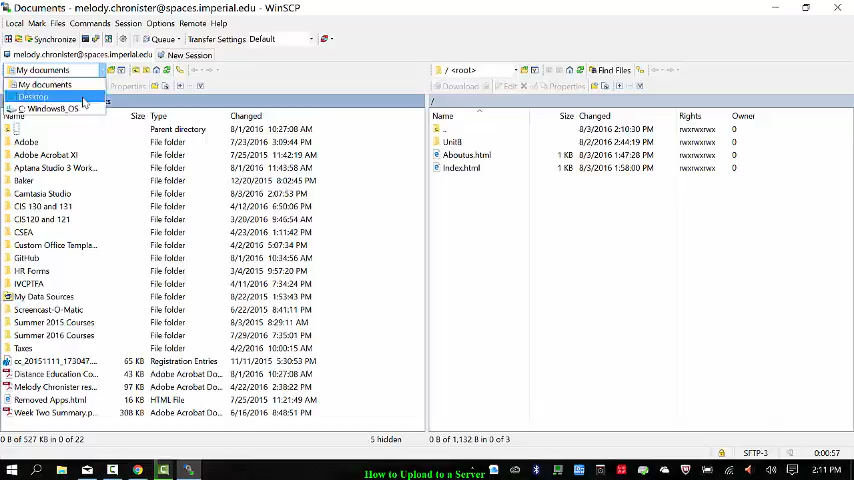 Documents - melody.chronister@spaces.imperial.edu - WinSCP
Local Mark Files Commands Session Options Remote Help
Synchronize Queue Transfer Settings Default
melody.chronister@spaces.imperial.edu New Session
My documents / <root> Find Files
My documents
Properties Download Edit Properties
Desktop
/
C: Windows8_OS
Size Type Changed Name Size Changed Rights Owner
.. Parent directory 8/1/2016 10:27:08 AM .. 8/3/2016 2:10:30 PM rwxrwxrwx 0
Adobe File folder 7/23/2016 3:09:44 PM Unit8 8/2/2016 2:44:19 PM rwxrwxrwx 0
Adobe Acrobat XI File folder 7/25/2015 11:42:19 AM Aboutus.html 1 KB 8/3/2016 1:47:28 PM rwxrwxrwx 0
Aptana Studio 3 Work... File folder 8/1/2016 11:43:58 AM Index.html 1 KB 8/3/2016 1:58:00 PM rwxrwxrwx 0
Baker File folder 12/20/2015 8:02:45 PM
Camtasia Studio File folder 8/3/2016 2:07:53 PM
CIS 130 and 131 File folder 4/12/2016 6:50:06 PM
CIS120 and 121 File folder 3/20/2016 9:46:54 AM
CSEA File folder 4/23/2016 1:11:42 PM
Custom Office Templa... File folder 4/2/2016 5:07:34 PM
GitHub File folder 8/1/2016 10:34:56 AM
HR Forms File folder 3/4/2015 9:57:20 PM
IVCPTFA File folder 4/2/2016 7:34:24 PM
My Data Sources File folder 8/22/2015 1:53:43 PM
Screencast-O-Matic File folder 5/22/2016 8:41:11 PM
Summer 2015 Courses File folder 8/3/2015 8:29:11 AM
Summer 2016 Courses File folder 7/29/2016 7:35:01 PM
Taxes File folder 4/2/2016 10:00:15 AM
cc_20151111_173047.... 65 KB Registration Entries 11/11/2015 5:30:53 PM
Distance Education Co... 43 KB Adobe Acrobat Do... 8/1/2016 10:27:08 AM
Melody Chronister res... 97 KB Adobe Acrobat Do... 4/2/2016 2:38:22 PM
Removed Apps.html 16 KB HTML File 7/25/2015 11:21:49 AM
Week Two Summary.p... 308 KB Adobe Acrobat Do... 6/16/2016 8:48:51 PM
0 B of 527 KB in 0 of 22 5 hidden 0 B of 1,132 B in 0 of 3
SFTP-3 0:00:57
How to Upload to a Server 2:11 PM